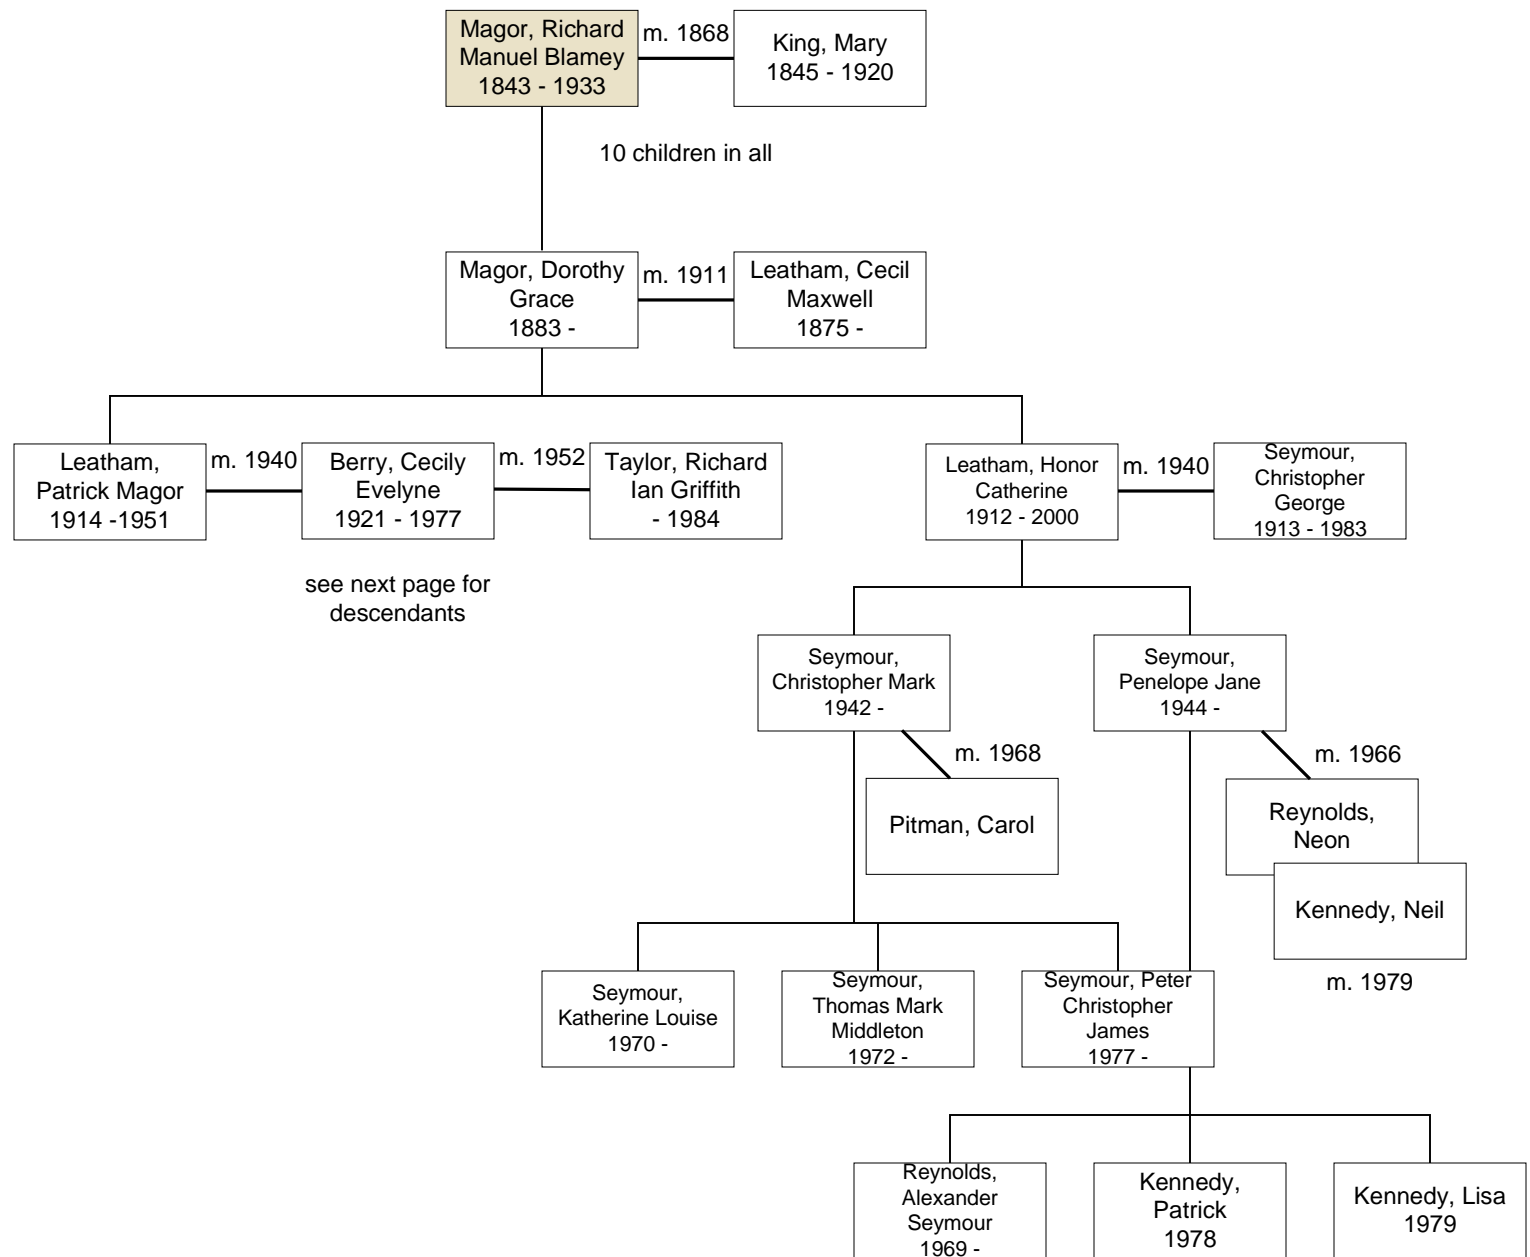 Magor, Richard
Manuel Blamey
1843 - 1933
m. 1868
King, Mary
1845 - 1920
10 children in all
Magor, Dorothy
Grace
1883 -
m. 1911
Leatham, Cecil
Maxwell
1875 -
Leatham,
Patrick Magor
1914 -1951
m. 1940
Berry, Cecily
Evelyne
1921 - 1977
m. 1952
Taylor, Richard
Ian Griffith
- 1984
Leatham, Honor
Catherine
1912 - 2000
m. 1940
Seymour,
Christopher
George
1913 - 1983
see next page for
descendants
Seymour,
Christopher Mark
1942 -
Seymour,
Penelope Jane
1944 -
m. 1968
Pitman, Carol
m. 1966
Reynolds,
Neon
Kennedy, Neil
m. 1979
Seymour,
Katherine Louise
1970 -
Seymour,
Thomas Mark
Middleton
1972 -
Seymour, Peter
Christopher
James
1977 -
Reynolds,
Alexander
Seymour
1969 -
Kennedy,
Patrick
1978
Kennedy, Lisa
1979